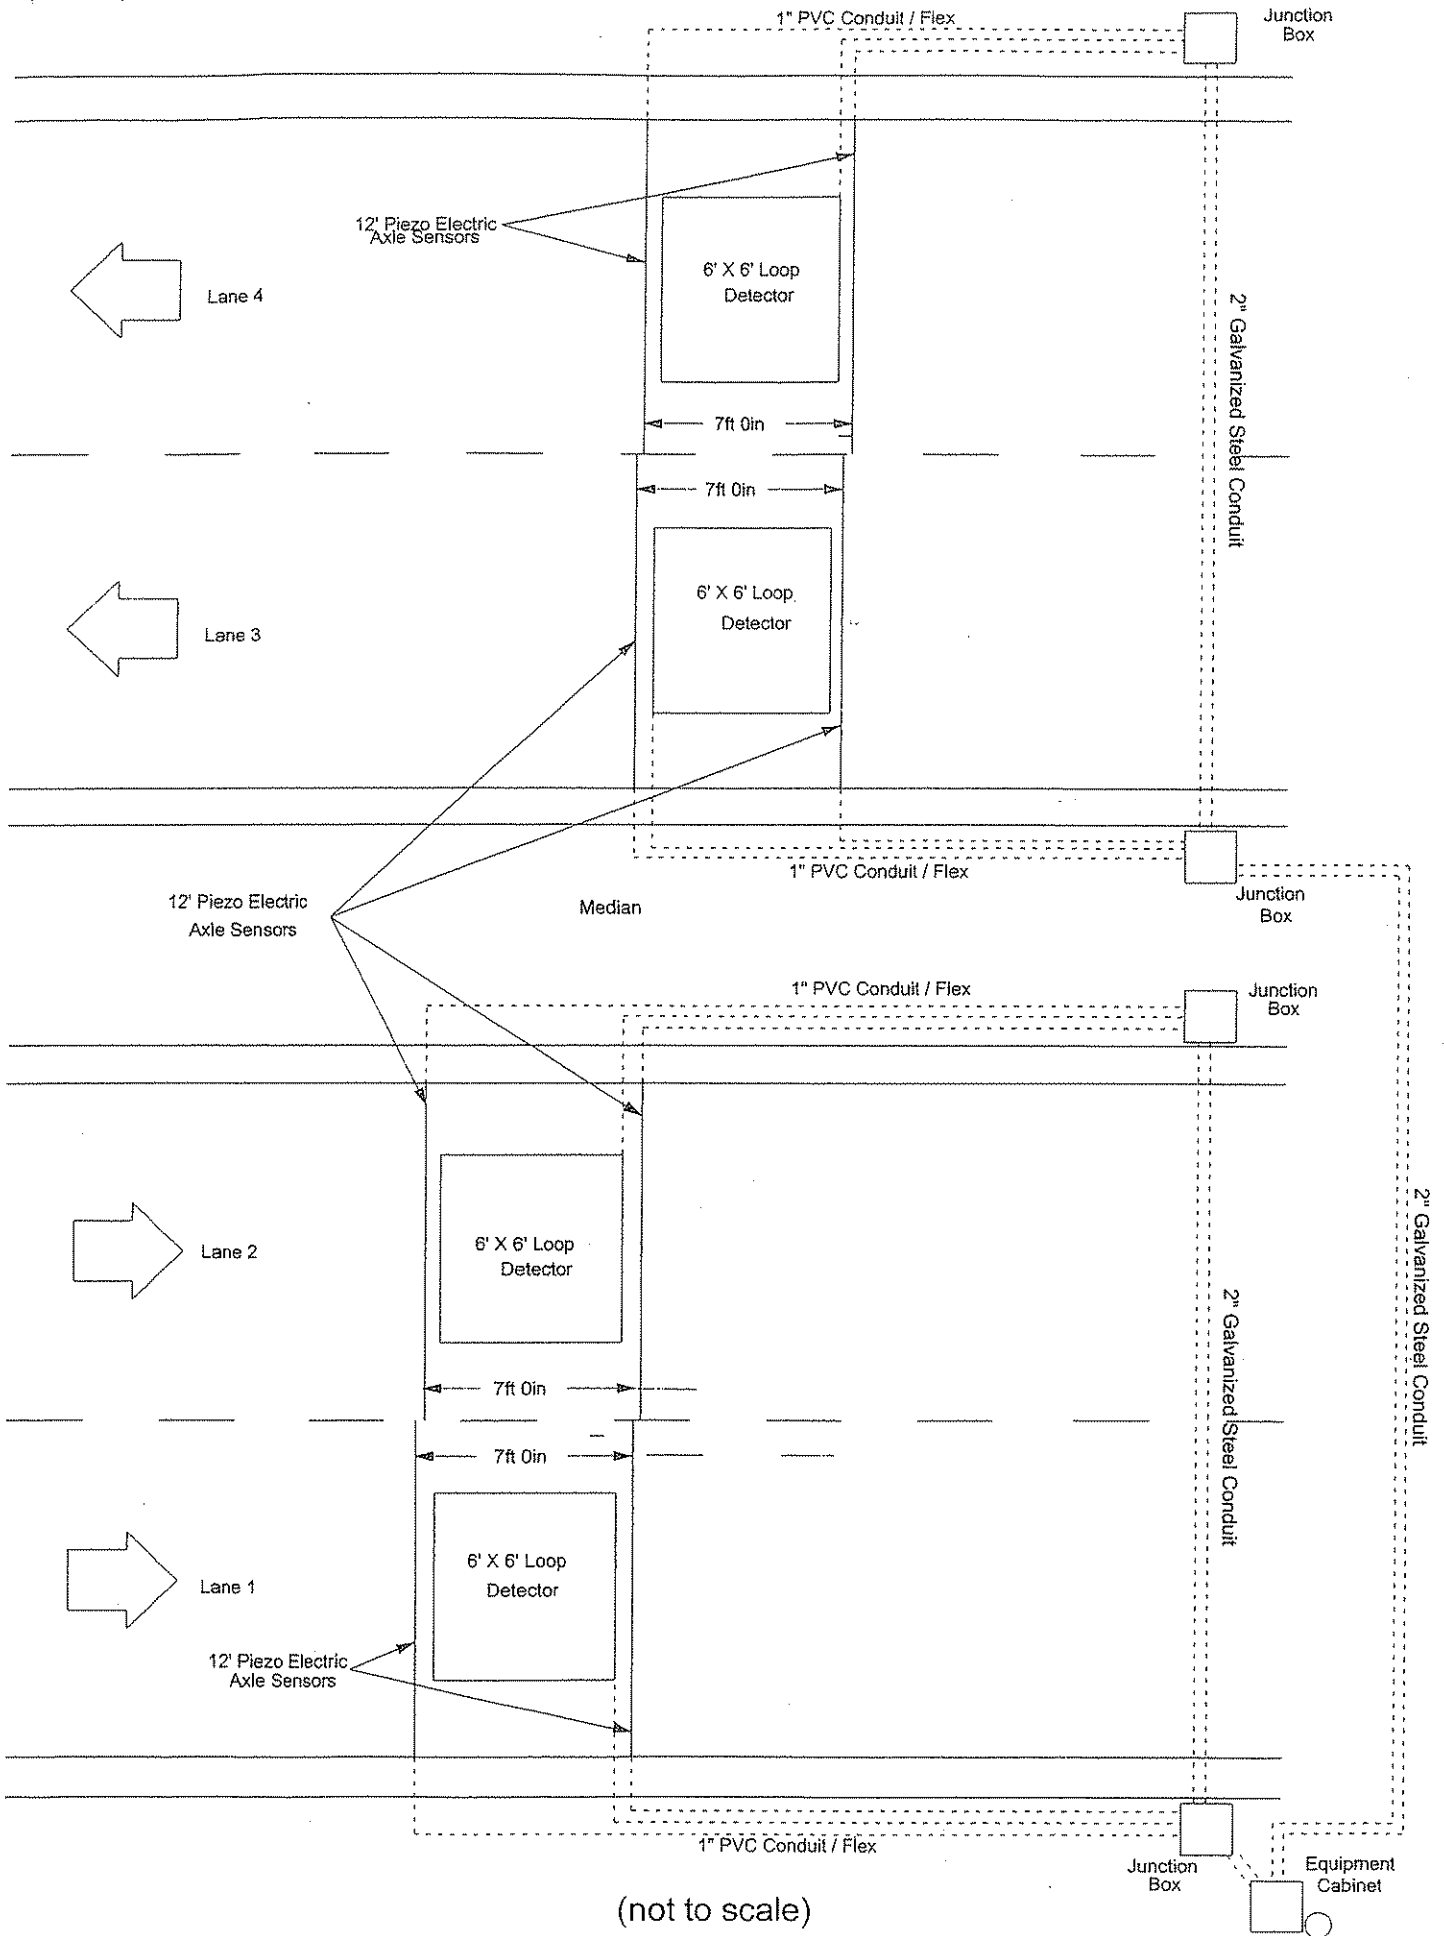 1" PVC Conduit / Flex
Junction
Box
12' Piezo Electric
Axle Sensors
6' X 6' Loop
Detector
Lane 4
2" Galvanized Steel Conduit
7ft 0in
7ft 0in
6' X 6' Loop
Detector
Lane 3
1" PVC Conduit / Flex
Junction
Box
12' Piezo Electric
Axle Sensors
Median
1" PVC Conduit / Flex
Junction
Box
Lane 2
6' X 6' Loop
Detector
2" Galvanized Steel Conduit
2" Galvanized Steel Conduit
7ft 0in
7ft 0in
6' X 6' Loop
Detector
Lane 1
12' Piezo Electric
Axle Sensors
1" PVC Conduit / Flex
Junction
Box
Equipment
Cabinet
(not to scale)